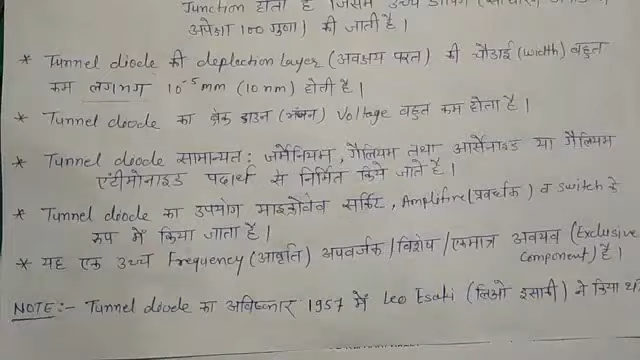 Junction होता है जिसमें उच्च डोपिंग (साधारण
अपेक्षा 100 गुना) की जाती है।
* Tunnel diode की deplection layer (अवक्षय परत) की चौड़ाई (width) बहुत
कम लगभग 10⁻⁵ mm (10 nm) होती है।
* Tunnel diode का ब्रेक डाउन (भंजन) Voltage बहुत कम होता है।
* Tunnel diode सामान्यत: जर्मेनियम, गैलियम तथा आर्सेनाइड या गैलियम
एंटीमोनाइड पदार्थ से निर्मित किये जाते है।
* Tunnel diode का उपयोग माइक्रोवेव सर्किट, Amplifire (प्रवर्धक) व switch के
रूप में किया जाता है।
* यह एक उच्च Frequency (आवृति) अपवर्जक / विशेष / एकमात्र अवयव (Exclusive
component) है।
NOTE:- Tunnel diode का अविष्कार 1957 में Leo Esaki (लिओ इसाकी) ने किया था